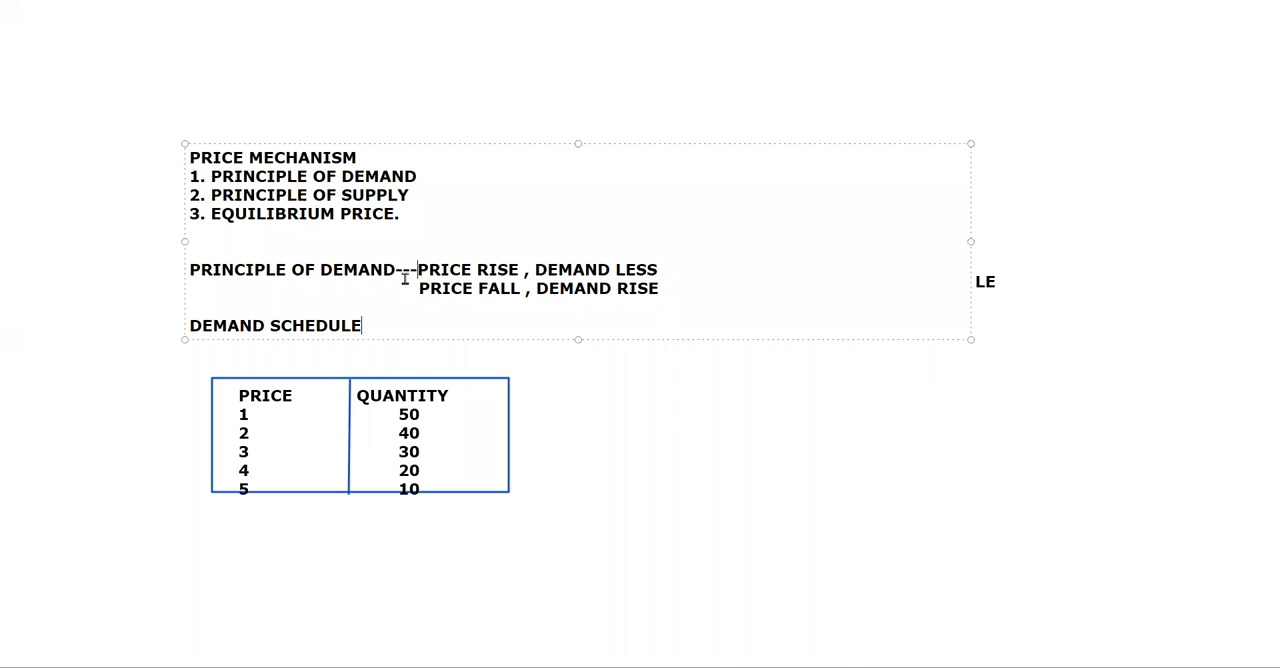 PRICE MECHANISM
1. PRINCIPLE OF DEMAND
2. PRINCIPLE OF SUPPLY
3. EQUILIBRIUM PRICE.
PRINCIPLE OF DEMAND---PRICE RISE , DEMAND LESS
PRICE FALL , DEMAND RISE
LE
DEMAND SCHEDULE
PRICE QUANTITY
1 50
2 40
3 30
4 20
5 10